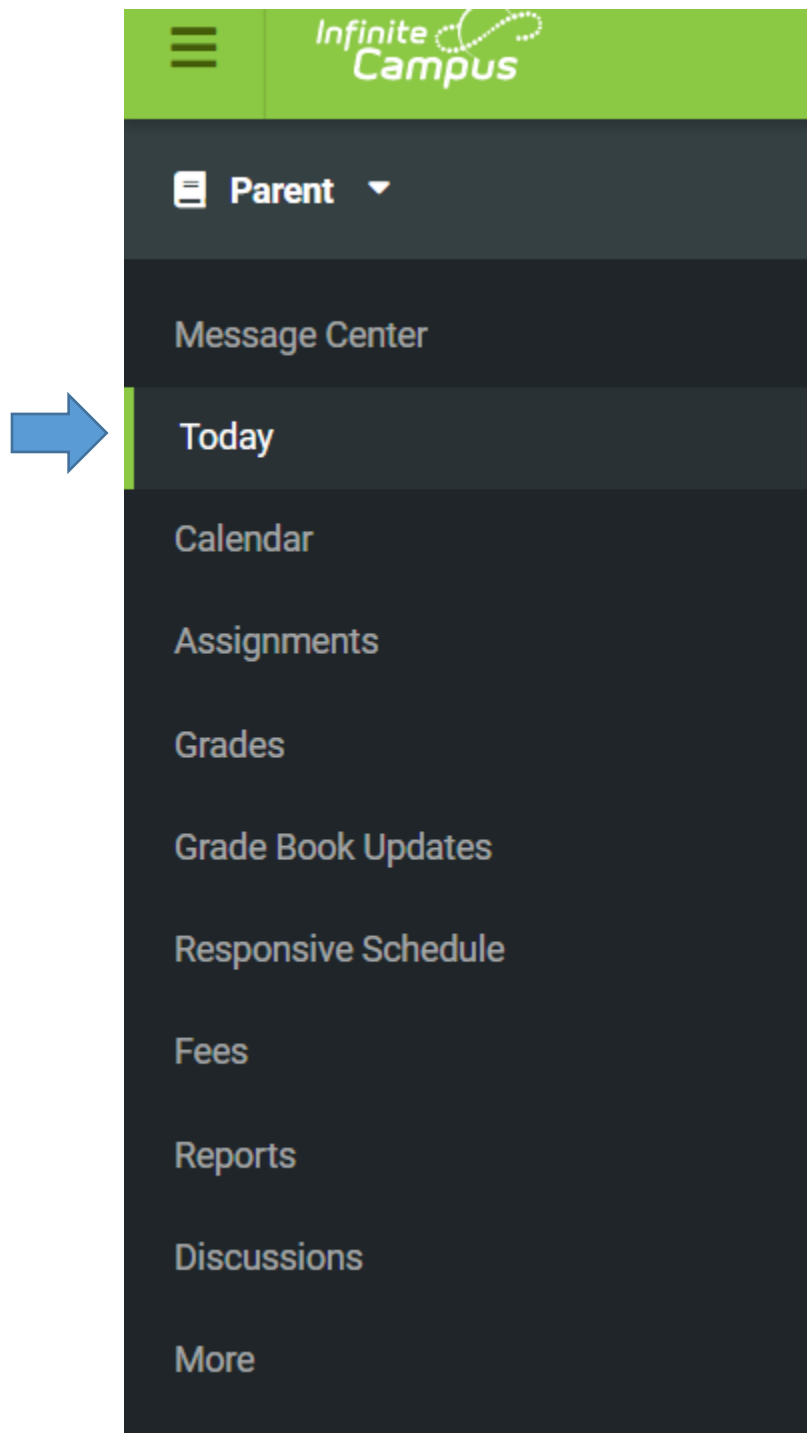 Infinite
Campus
Parent
Message Center
Today
Calendar
Assignments
Grades
Grade Book Updates
Responsive Schedule
Fees
Reports
Discussions
More